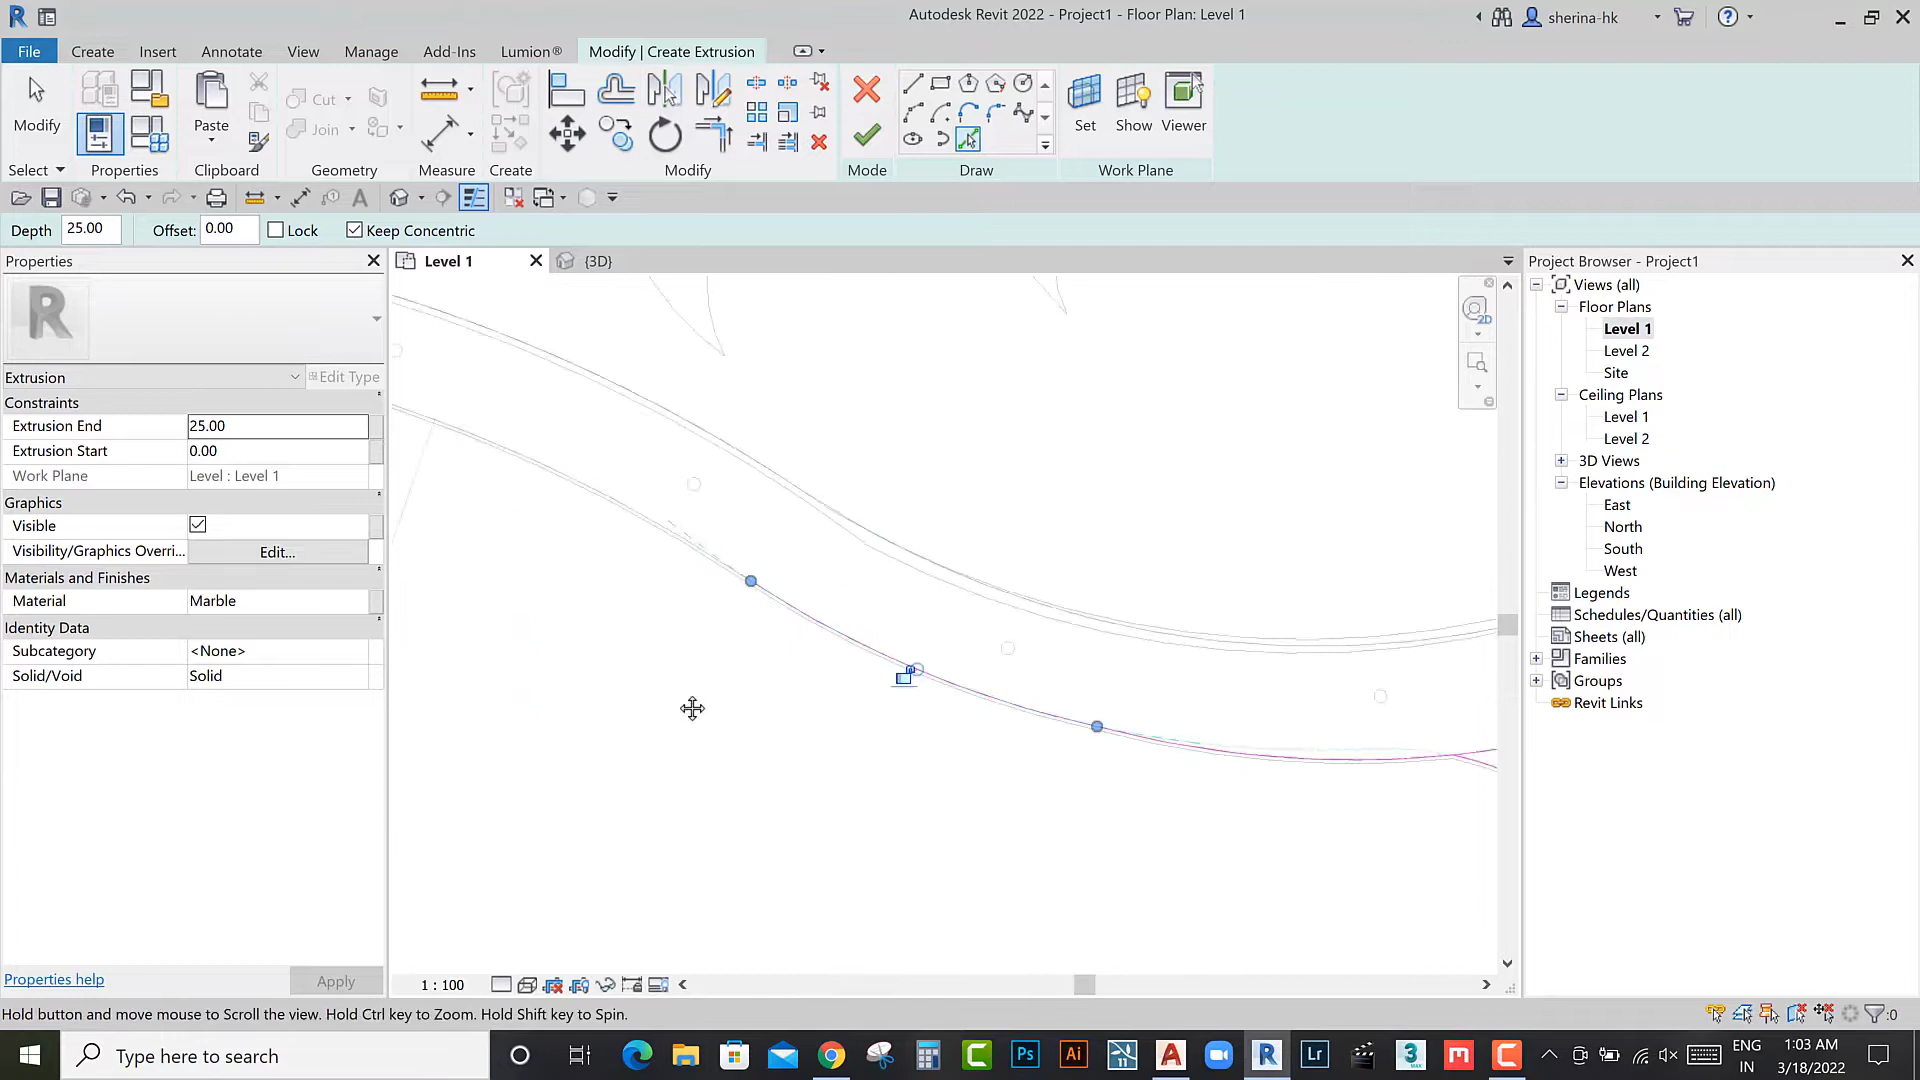 Autodesk Revit 2022 - Project1 - Floor Plan: Level 1
sherina-hk
File Create Insert Annotate View Manage Add-Ins Lumion® Modify | Create Extrusion
Modify
Paste
Cut
Join
Set Show Viewer
Select Properties Clipboard Geometry Measure Create Modify Mode Draw Work Plane
Depth 25.00 Offset: 0.00 Lock Keep Concentric
Properties
Level 1
{3D}
Project Browser - Project1
Extrusion
Edit Type
Constraints
Extrusion End 25.00
Extrusion Start 0.00
Work Plane Level : Level 1
Graphics
Visible
Visibility/Graphics Overri... Edit...
Materials and Finishes
Material Marble
Identity Data
Subcategory <None>
Solid/Void Solid
Properties help
Apply
2D
Views (all)
Floor Plans
Level 1
Level 2
Site
Ceiling Plans
Level 1
Level 2
3D Views
Elevations (Building Elevation)
East
North
South
West
Legends
Schedules/Quantities (all)
Sheets (all)
Families
Groups
Revit Links
1 : 100
Hold button and move mouse to Scroll the view. Hold Ctrl key to Zoom. Hold Shift key to Spin.
:0
Type here to search
Ps
Ai
11
A
R
Lr
3
ENG
IN
1:03 AM
3/18/2022